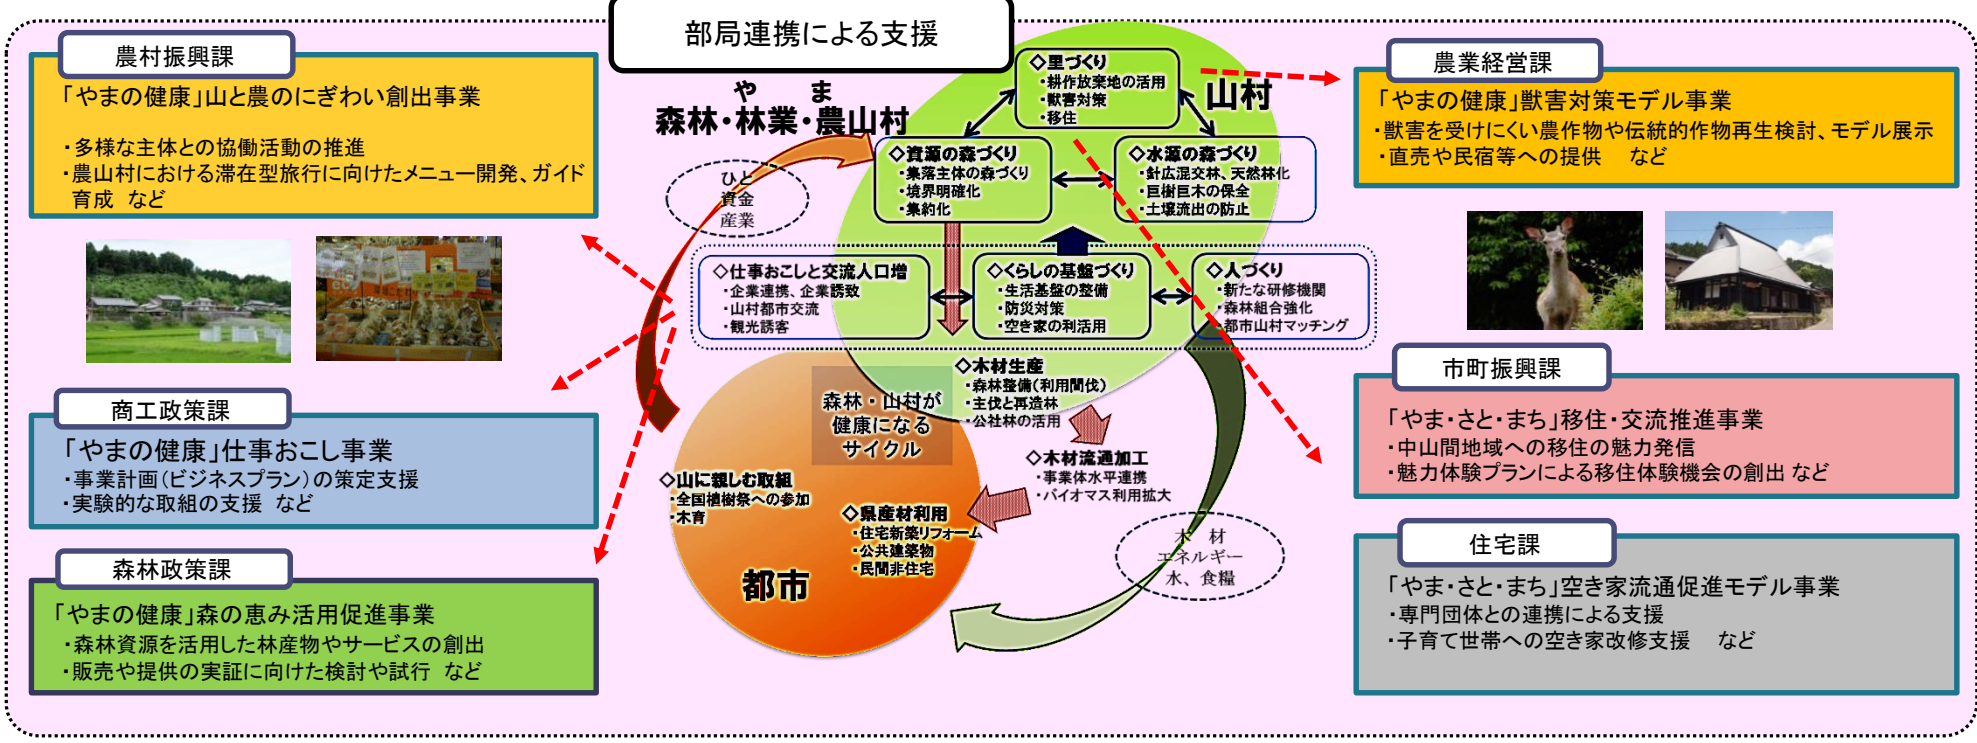 部局連携による支援
農村振興課
「やまの健康」山と農のにぎわい創出事業
・多様な主体との協働活動の推進
・農山村における滞在型旅行に向けたメニュー開発、ガイド
育成 など
商工政策課
「やまの健康」仕事おこし事業
・事業計画(ビジネスプラン)の策定支援
・実験的な取組の支援 など
森林政策課
「やまの健康」森の恵み活用促進事業
・森林資源を活用した林産物やサービスの創出
・販売や提供の実証に向けた検討や試行 など
やま
森林・林業・農山村
山村
◇里づくり
・耕作放棄地の活用
・獣害対策
・移住
◇資源の森づくり
・集落主体の森づくり
・境界明確化
・集約化
◇水源の森づくり
・針広混交林、天然林化
・巨樹巨木の保全
・土壌流出の防止
ひと
資金
産業
◇仕事おこしと交流人口増
・企業連携、企業誘致
・山村都市交流
・観光誘客
◇くらしの基盤づくり
・生活基盤の整備
・防災対策
・空き家の利活用
◇人づくり
・新たな研修機関
・森林組合強化
・都市山村マッチング
◇木材生産
・森林整備(利用間伐)
・主伐と再造林
・公社林の活用
森林・山村が
健康になる
サイクル
◇木材流通加工
・事業体水平連携
・バイオマス利用拡大
◇山に親しむ取組
・全国植樹祭への参加
・木育
◇県産材利用
・住宅新築リフォーム
・公共建築物
・民間非住宅
都市
木 材
エネルギー
水、食糧
農業経営課
「やまの健康」獣害対策モデル事業
・獣害を受けにくい農作物や伝統的作物再生検討、モデル展示
・直売や民宿等への提供 など
市町振興課
「やま・さと・まち」移住・交流推進事業
・中山間地域への移住の魅力発信
・魅力体験プランによる移住体験機会の創出 など
住宅課
「やま・さと・まち」空き家流通促進モデル事業
・専門団体との連携による支援
・子育て世帯への空き家改修支援 など